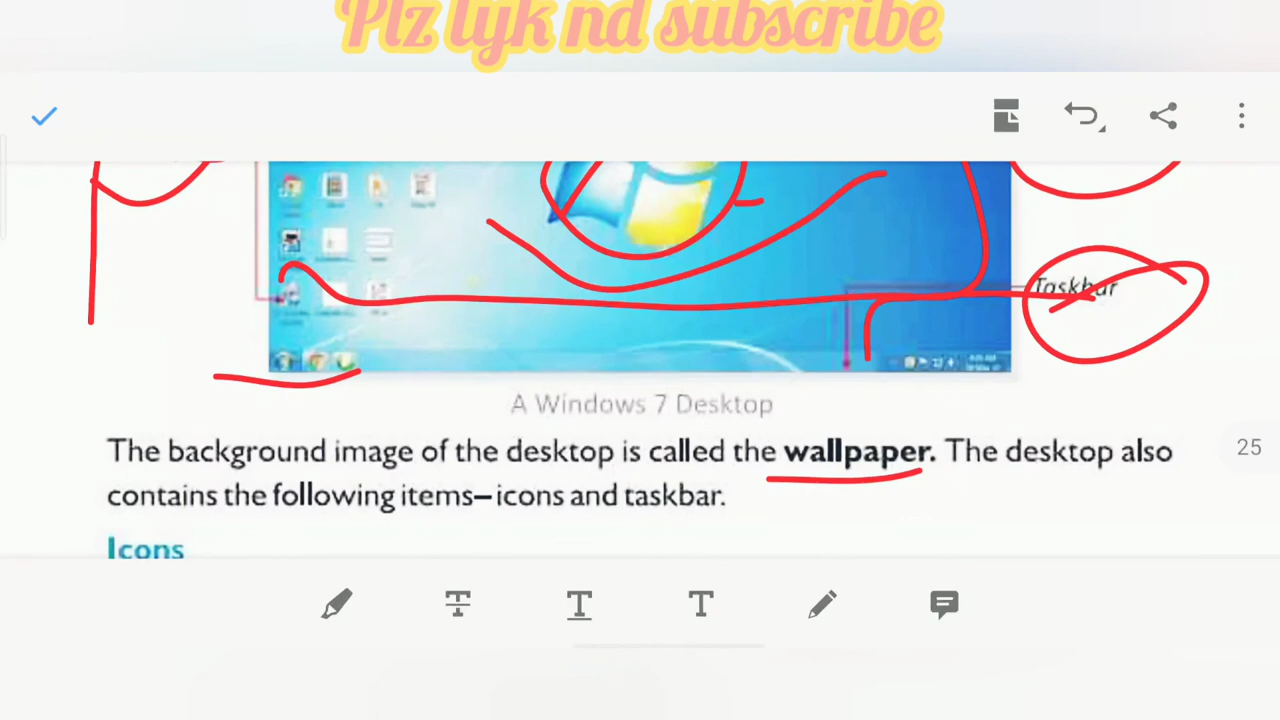 Plz lyk nd subscribe
Taskbar
A Windows 7 Desktop
The background image of the desktop is called the wallpaper. The desktop also
contains the following items–icons and taskbar.
25
Icons